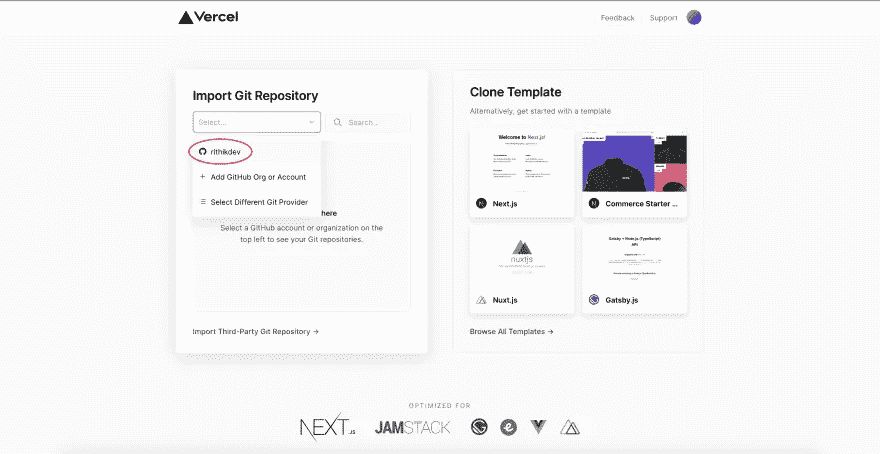 Vercel
Feedback
Support
Import Git Repository
Select...
Search...
rithikdev
Add GitHub Org or Account
Select Different Git Provider
here
Select a GitHub account or organization on the
top left to see your Git repositories.
Import Third-Party Git Repository →
Clone Template
Alternatively, get started with a template
Welcome to Next.js!
Next.js
Commerce Starter ...
nuxtjs
Nuxt.js
Gatsby + Node.js (TypeScript)
API
Gatsby.js
Browse All Templates →
OPTIMIZED FOR
NEXT.JS
JAMSTACK